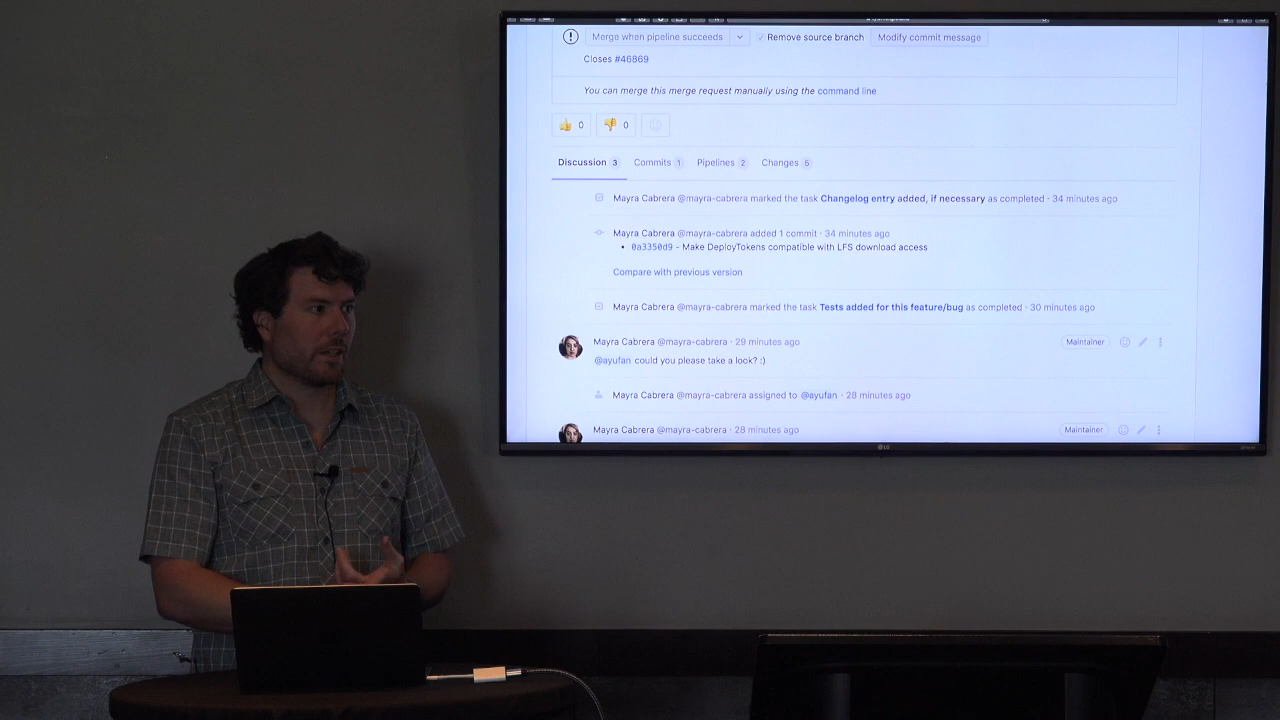 Merge when pipeline succeeds Remove source branch Modify commit message
Closes #46869
You can merge this merge request manually using the command line
0 0
Discussion 3 Commits 1 Pipelines 2 Changes 5
Mayra Cabrera @mayra-cabrera marked the task Changelog entry added, if necessary as completed · 34 minutes ago
Mayra Cabrera @mayra-cabrera added 1 commit · 34 minutes ago
• 0a3350d9 - Make DeployTokens compatible with LFS download access
Compare with previous version
Mayra Cabrera @mayra-cabrera marked the task Tests added for this feature/bug as completed · 30 minutes ago
Mayra Cabrera @mayra-cabrera · 29 minutes ago Maintainer
@ayufan could you please take a look? :)
Mayra Cabrera @mayra-cabrera assigned to @ayufan · 28 minutes ago
Mayra Cabrera @mayra-cabrera · 28 minutes ago Maintainer
LG